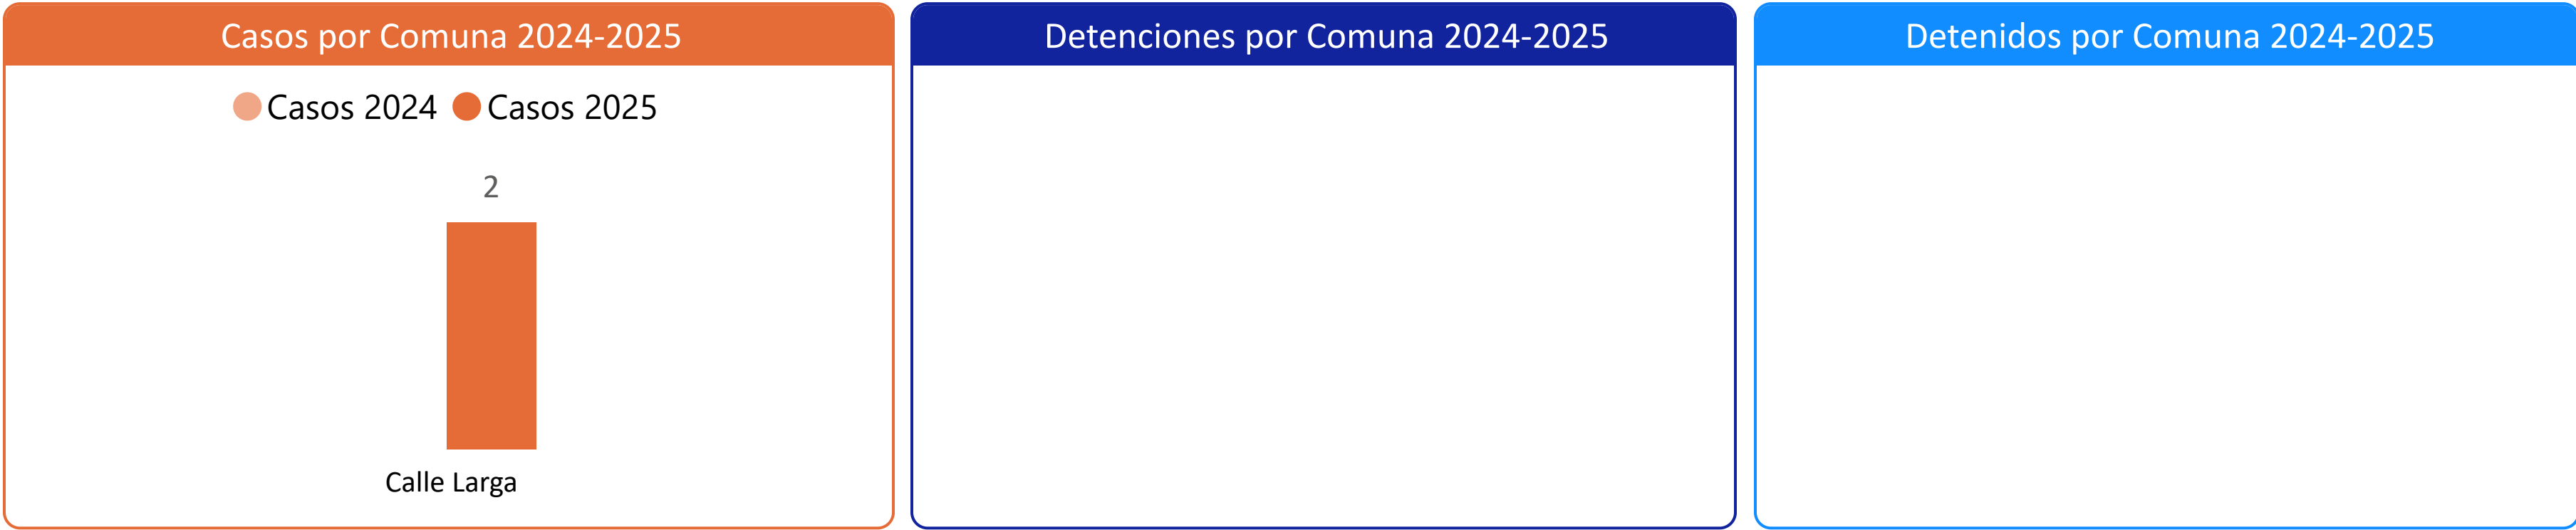 Casos por Comuna 2024-2025
Casos 2024 Casos 2025
2
Calle Larga
Detenciones por Comuna 2024-2025
Detenidos por Comuna 2024-2025